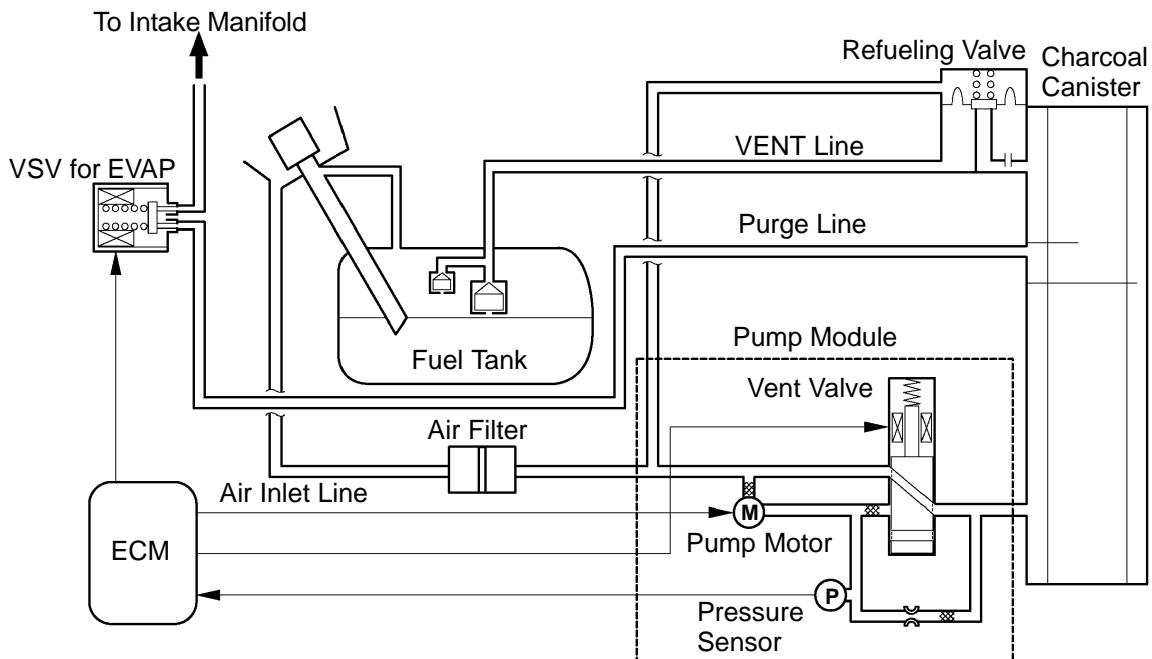 To Intake Manifold
Refueling Valve
Charcoal
Canister
VSV for EVAP
VENT Line
Purge Line
Fuel Tank
Pump Module
Vent Valve
Air Filter
Air Inlet Line
M
Pump Motor
ECM
P
Pressure
Sensor